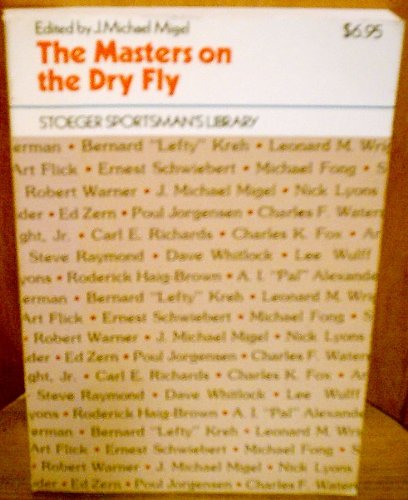 Edited by J. Michael Migel
$6.95
The Masters on
the Dry Fly
STOEGER SPORTSMAN'S LIBRARY
erman • Bernard "Lefty" Kreh • Leonard M. Wri
Art Flick • Ernest Schwiebert • Michael Fong • S
Robert Warner • J. Michael Migel • Nick Lyons
der • Ed Zern • Poul Jorgensen • Charles F. Waters
ght, Jr. • Carl E. Richards • Charles K. Fox • Ar
Steve Raymond • Dave Whitlock • Lee Wulff
yons • Roderick Haig-Brown • A. I. "Pal" Alexande
erman • Bernard "Lefty" Kreh • Leonard M. Wrig
Art Flick • Ernest Schwiebert • Michael Fong • S
• Robert Warner • J. Michael Migel • Nick Lyons
der • Ed Zern • Poul Jorgensen • Charles F. Water
ght, Jr. • Carl E. Richards • Charles K. Fox • A
Steve Raymond • Dave Whitlock • Lee Wulff
yons • Roderick Haig-Brown • A. I. "Pal" Alexande
erman • Bernard "Lefty" Kreh • Leonard M. Wr
Art Flick • Ernest Schwiebert • Michael Fong •
• Robert Warner • J. Michael Migel • Nick Lyons
der • Ed Zern • Poul Jorgensen • Charles F. Water